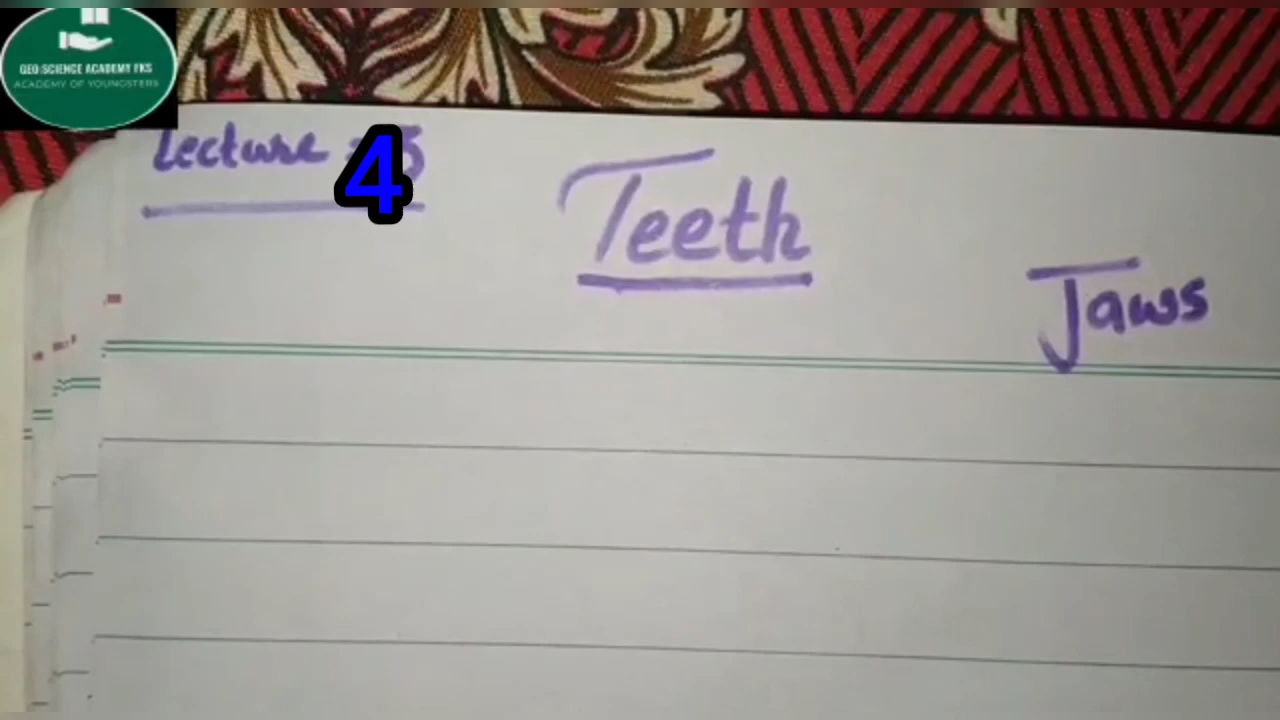 GEO SCIENCE ACADEMY FKS
ACADEMY OF YOUNGSTERS
Lecture 4
Teeth
Jaws